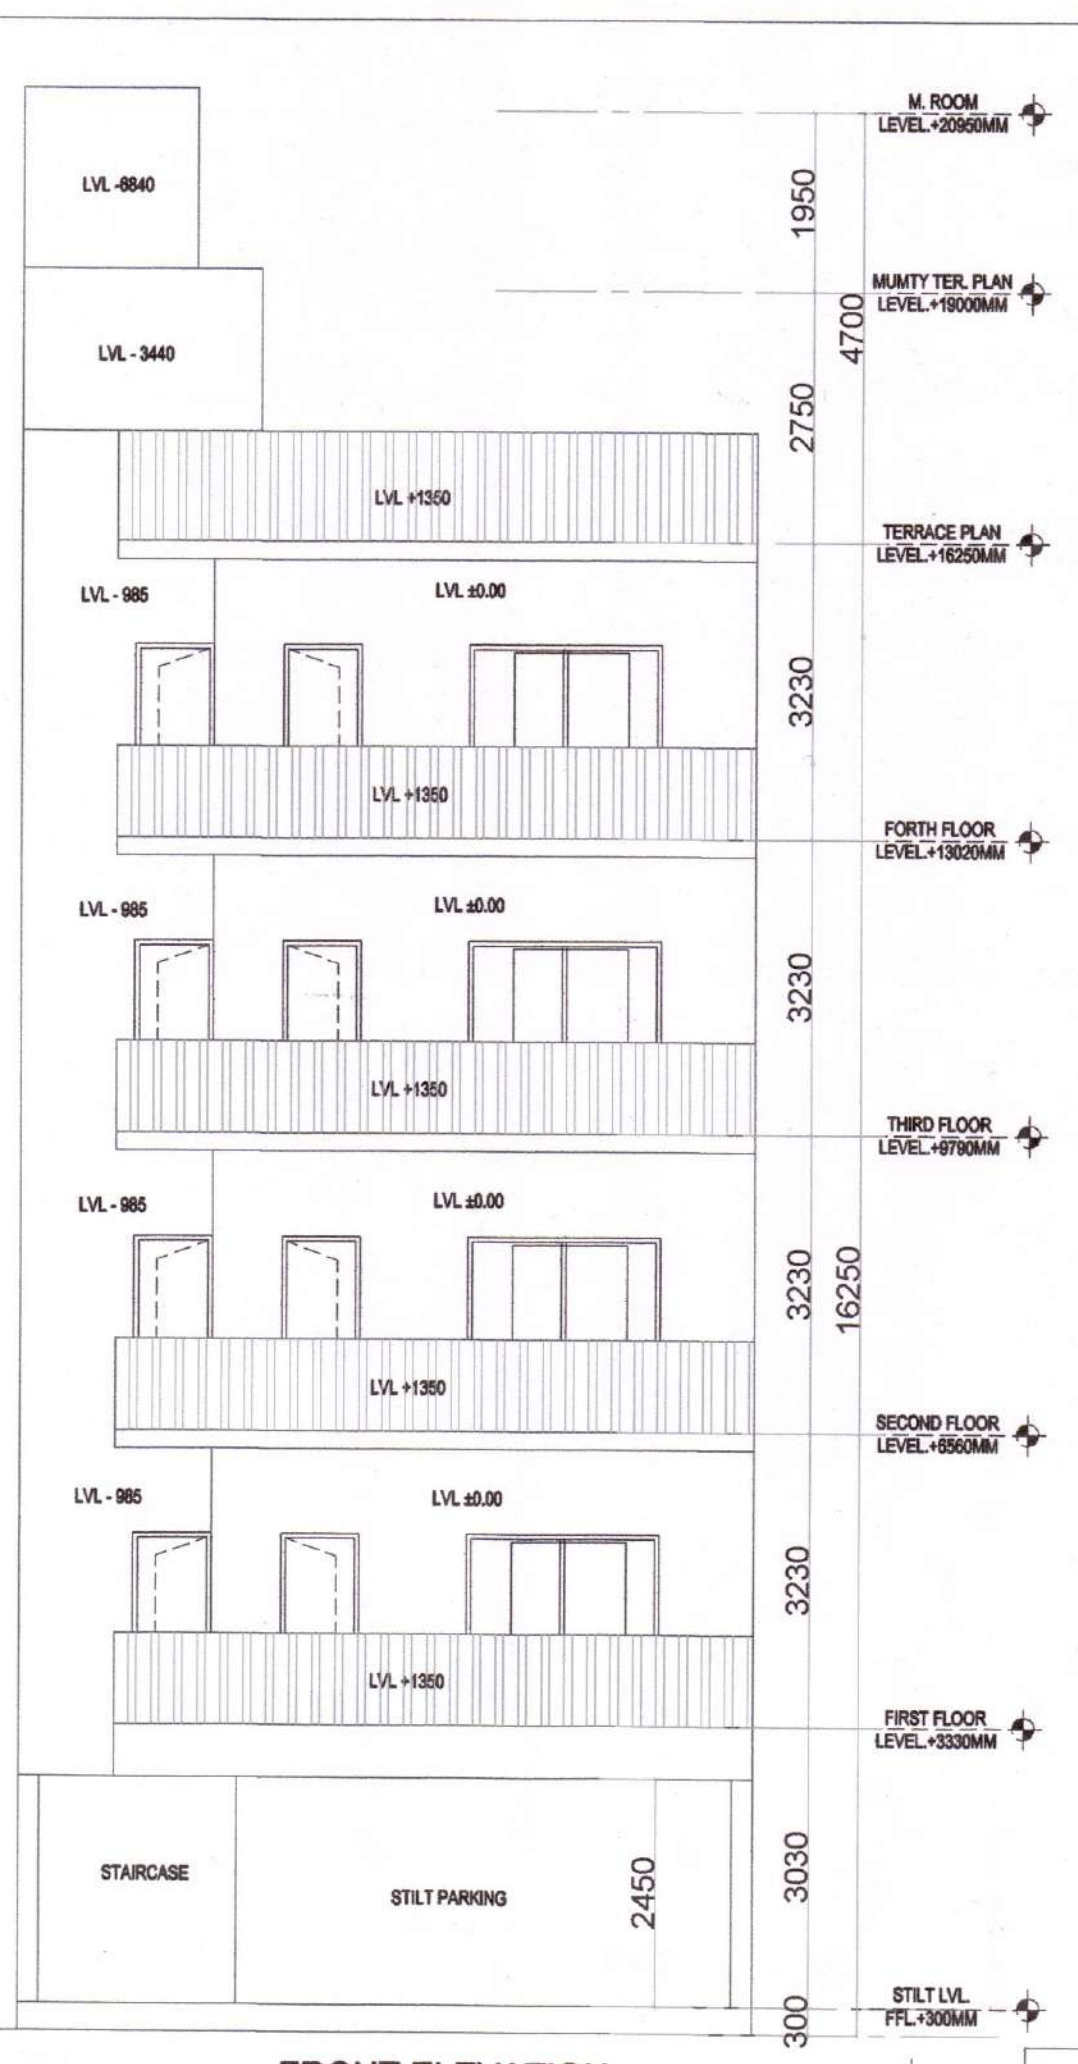 M. ROOM
LEVEL.+20950MM
LVL -6840
1950
MUMTY TER. PLAN
LEVEL.+19000MM
4700
LVL - 3440
2750
LVL +1350
TERRACE PLAN
LEVEL.+16250MM
LVL - 985
LVL ±0.00
3230
LVL +1350
FORTH FLOOR
LEVEL.+13020MM
LVL - 985
LVL ±0.00
3230
LVL +1350
THIRD FLOOR
LEVEL.+9790MM
LVL - 985
LVL ±0.00
3230
16250
LVL +1350
SECOND FLOOR
LEVEL.+6560MM
LVL - 985
LVL ±0.00
3230
LVL +1350
FIRST FLOOR
LEVEL.+3330MM
STAIRCASE
STILT PARKING
2450
3030
STILT LVL.
FFL.+300MM
300